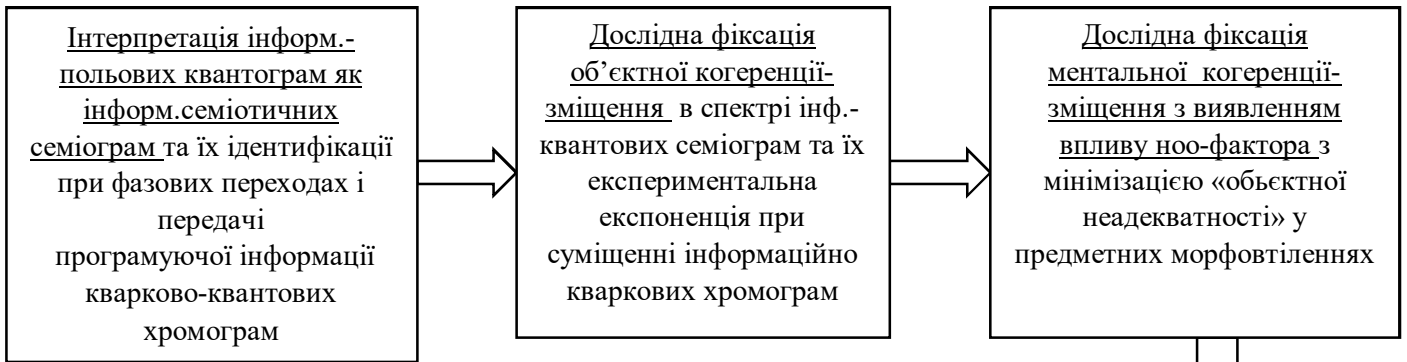 Інтерпретація інформ.-
польових квантограм як
інформ.семіотичних
семіограм та їх ідентифікації
при фазових переходах і
передачі
програмуючої інформації
кварково-квантових
хромограм
Дослідна фіксація
об’єктної когеренції-
зміщення в спектрі інф.-
квантових семіограм та їх
експериментальна
експоненція при
суміщенні інформаційно
кваркових хромограм
Дослідна фіксація
ментальної когеренції-
зміщення з виявленням
впливу ноо-фактора з
мінімізацією «обьєктної
неадекватності» у
предметних морфовтіленнях